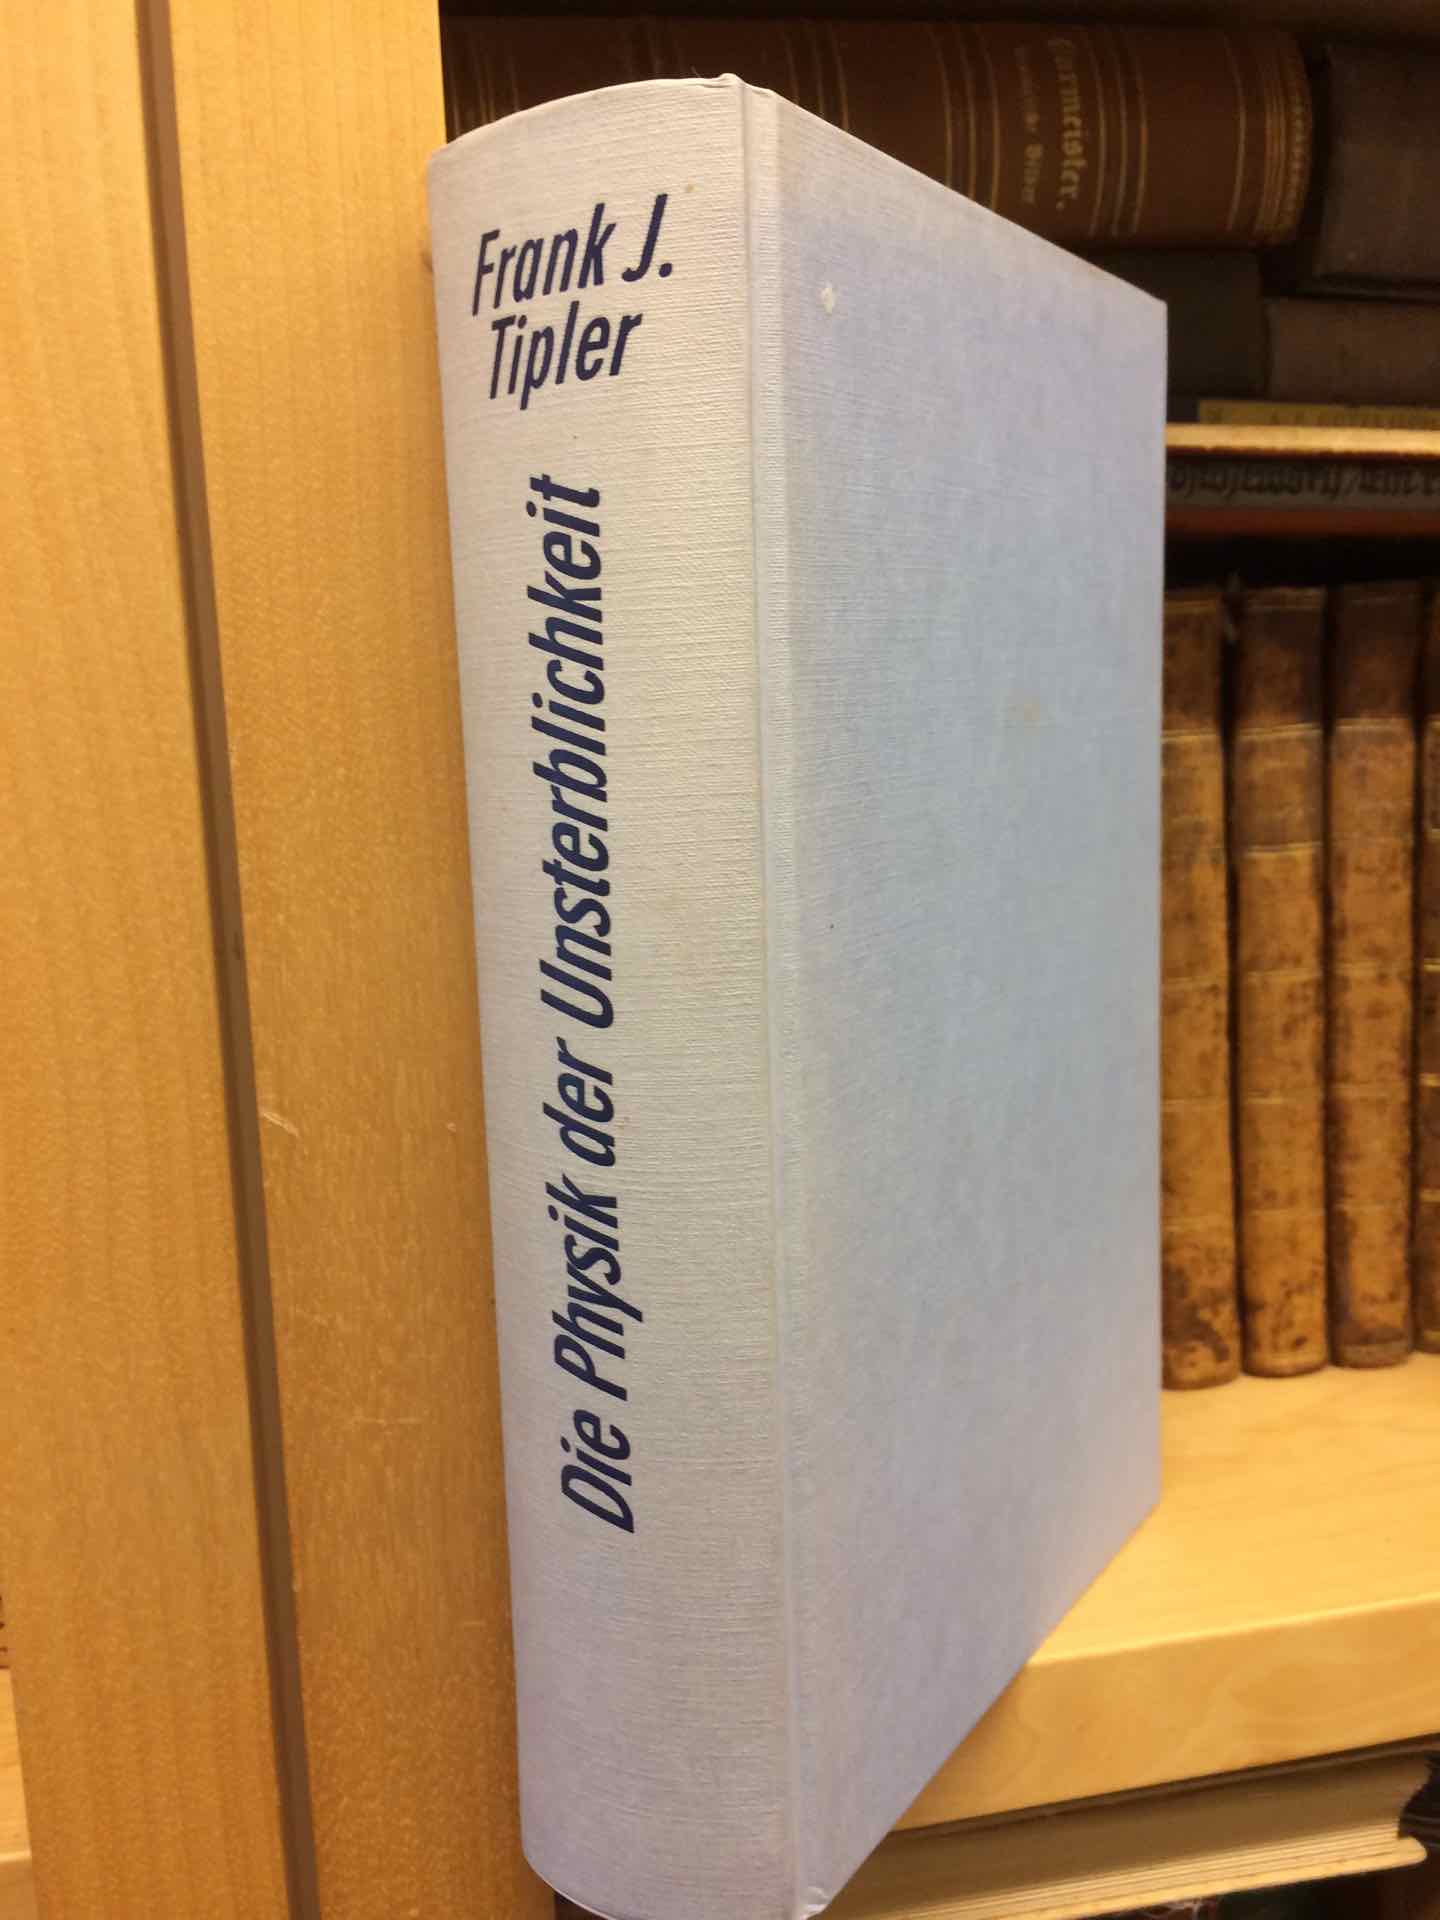 Frank J.
Tipler
Die Physik der Unsterblichkeit